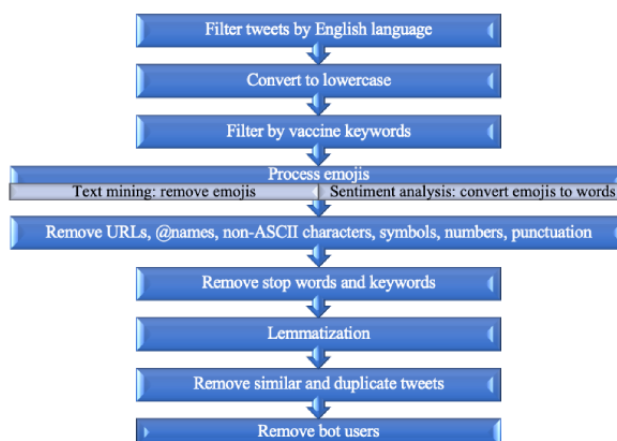 Filter tweets by English language
Convert to lowercase
Filter by vaccine keywords
Process emojis
Text mining: remove emojis
Sentiment analysis: convert emojis to words
Remove URLs, @names, non-ASCII characters, symbols, numbers, punctuation
Remove stop words and keywords
Lemmatization
Remove similar and duplicate tweets
Remove bot users